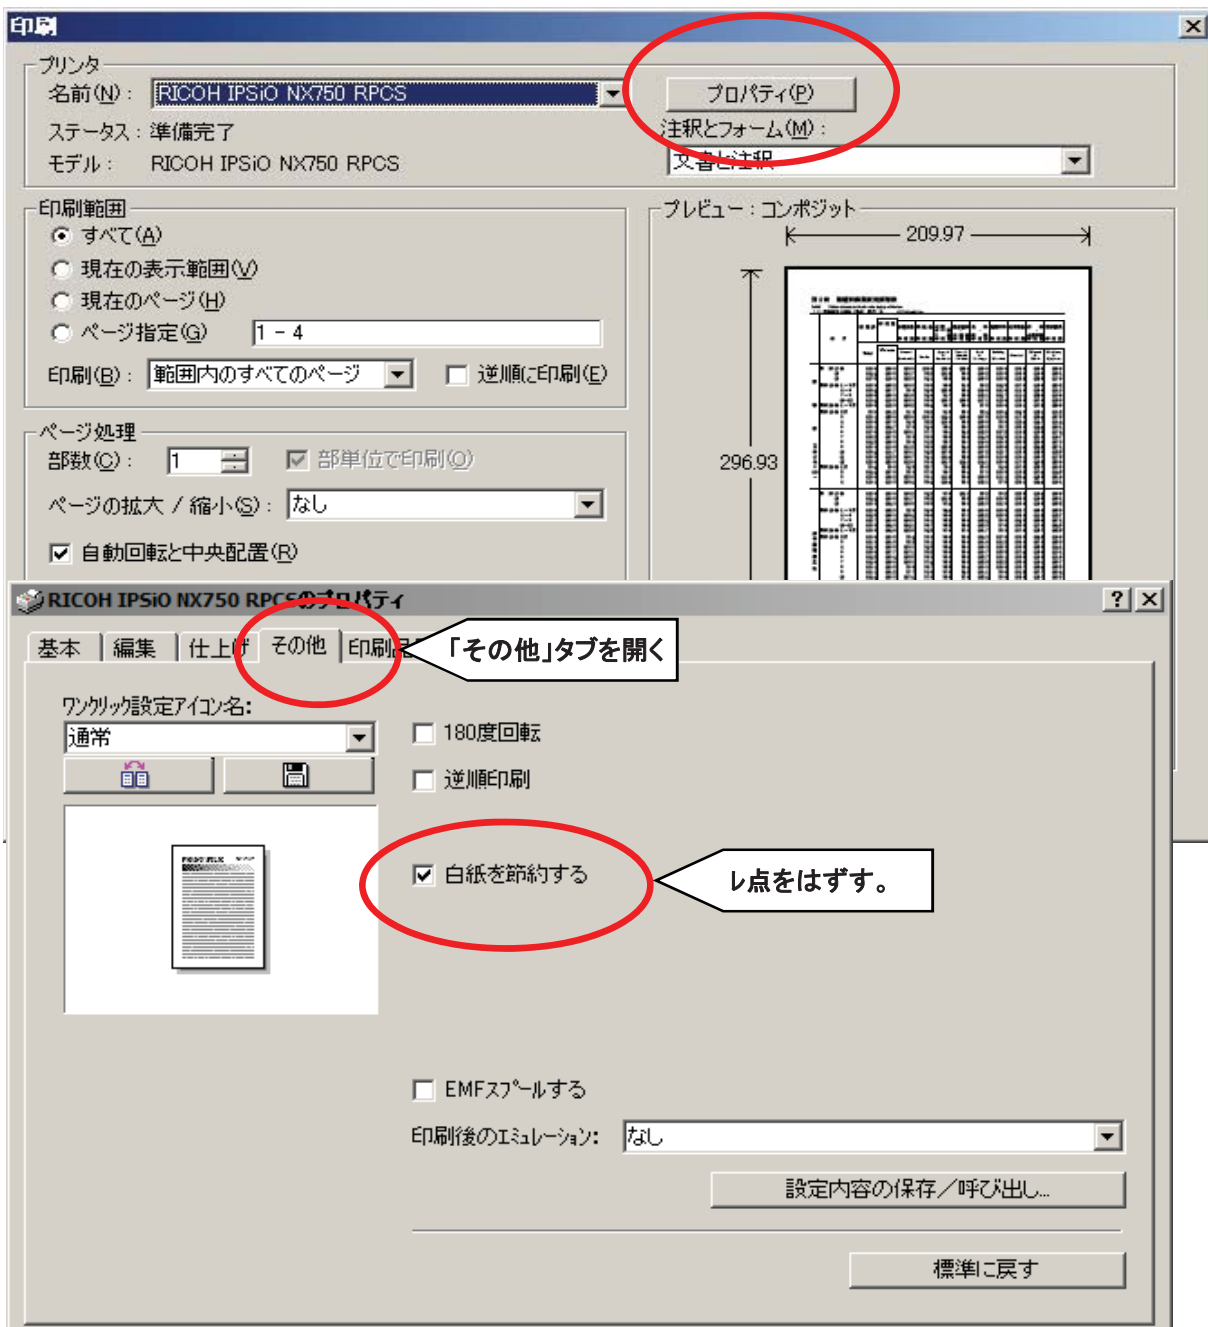 印刷
プリンタ
名前(N)： RICOH IPSiO NX750 RPCS
プロパティ(P)
ステータス： 準備完了
注釈とフォーム(M)：
モデル： RICOH IPSiO NX750 RPCS
文書と注釈
印刷範囲
すべて(A)
現在の表示範囲(V)
現在のページ(H)
ページ指定(G) 1 - 4
印刷(B)： 範囲内のすべてのページ
逆順に印刷(E)
プレビュー：コンポジット
209.97
296.93
ページ処理
部数(C)： 1
部単位で印刷(O)
ページの拡大 / 縮小(S)： なし
自動回転と中央配置(R)
RICOH IPSiO NX750 RPCSのプロパティ
基本 編集 仕上げ その他 印刷品
「その他」タブを開く
ワンクリック設定アイコン名:
通常
180度回転
逆順印刷
白紙を節約する
レ点をはずす。
EMFスプールする
印刷後のエミュレーション: なし
設定内容の保存／呼び出し...
標準に戻す